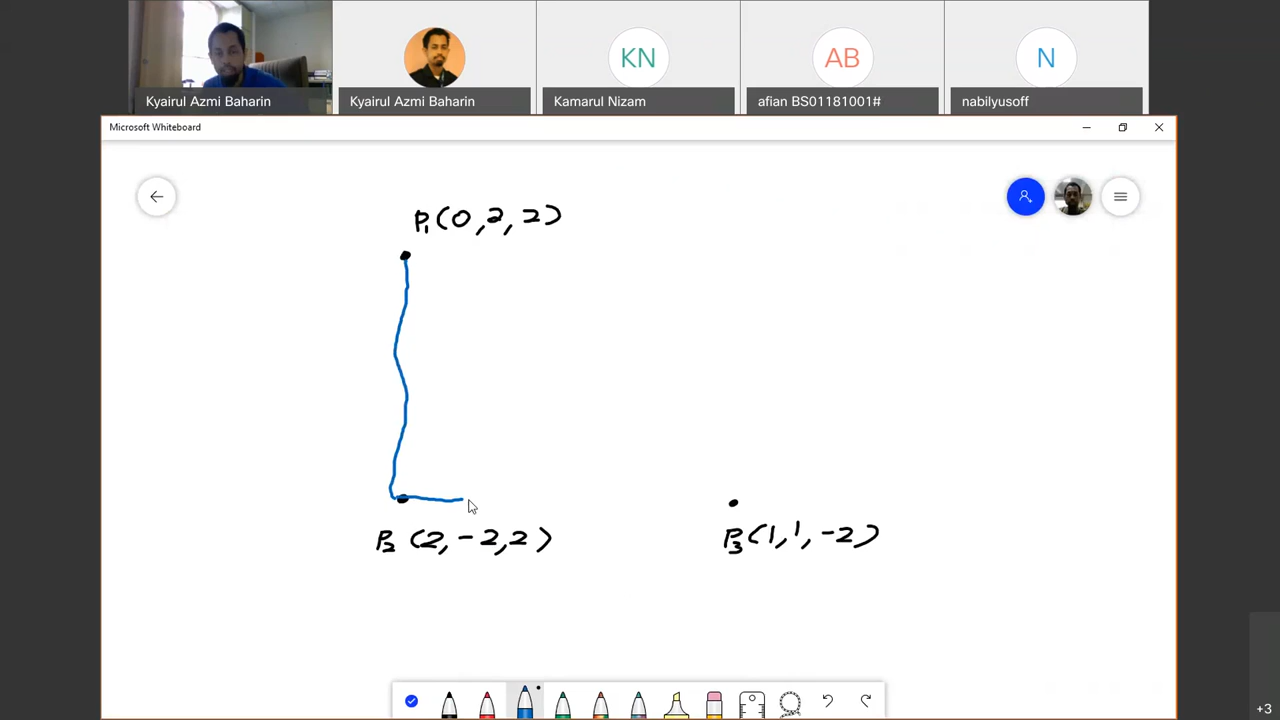 KN
AB
N
Kyairul Azmi Baharin
Kyairul Azmi Baharin
Kamarul Nizam
afian BS01181001#
nabilyusoff
Microsoft Whiteboard
P1(0,2,2)
P2 (2,-2,2)
P3(1,1,-2)
+3